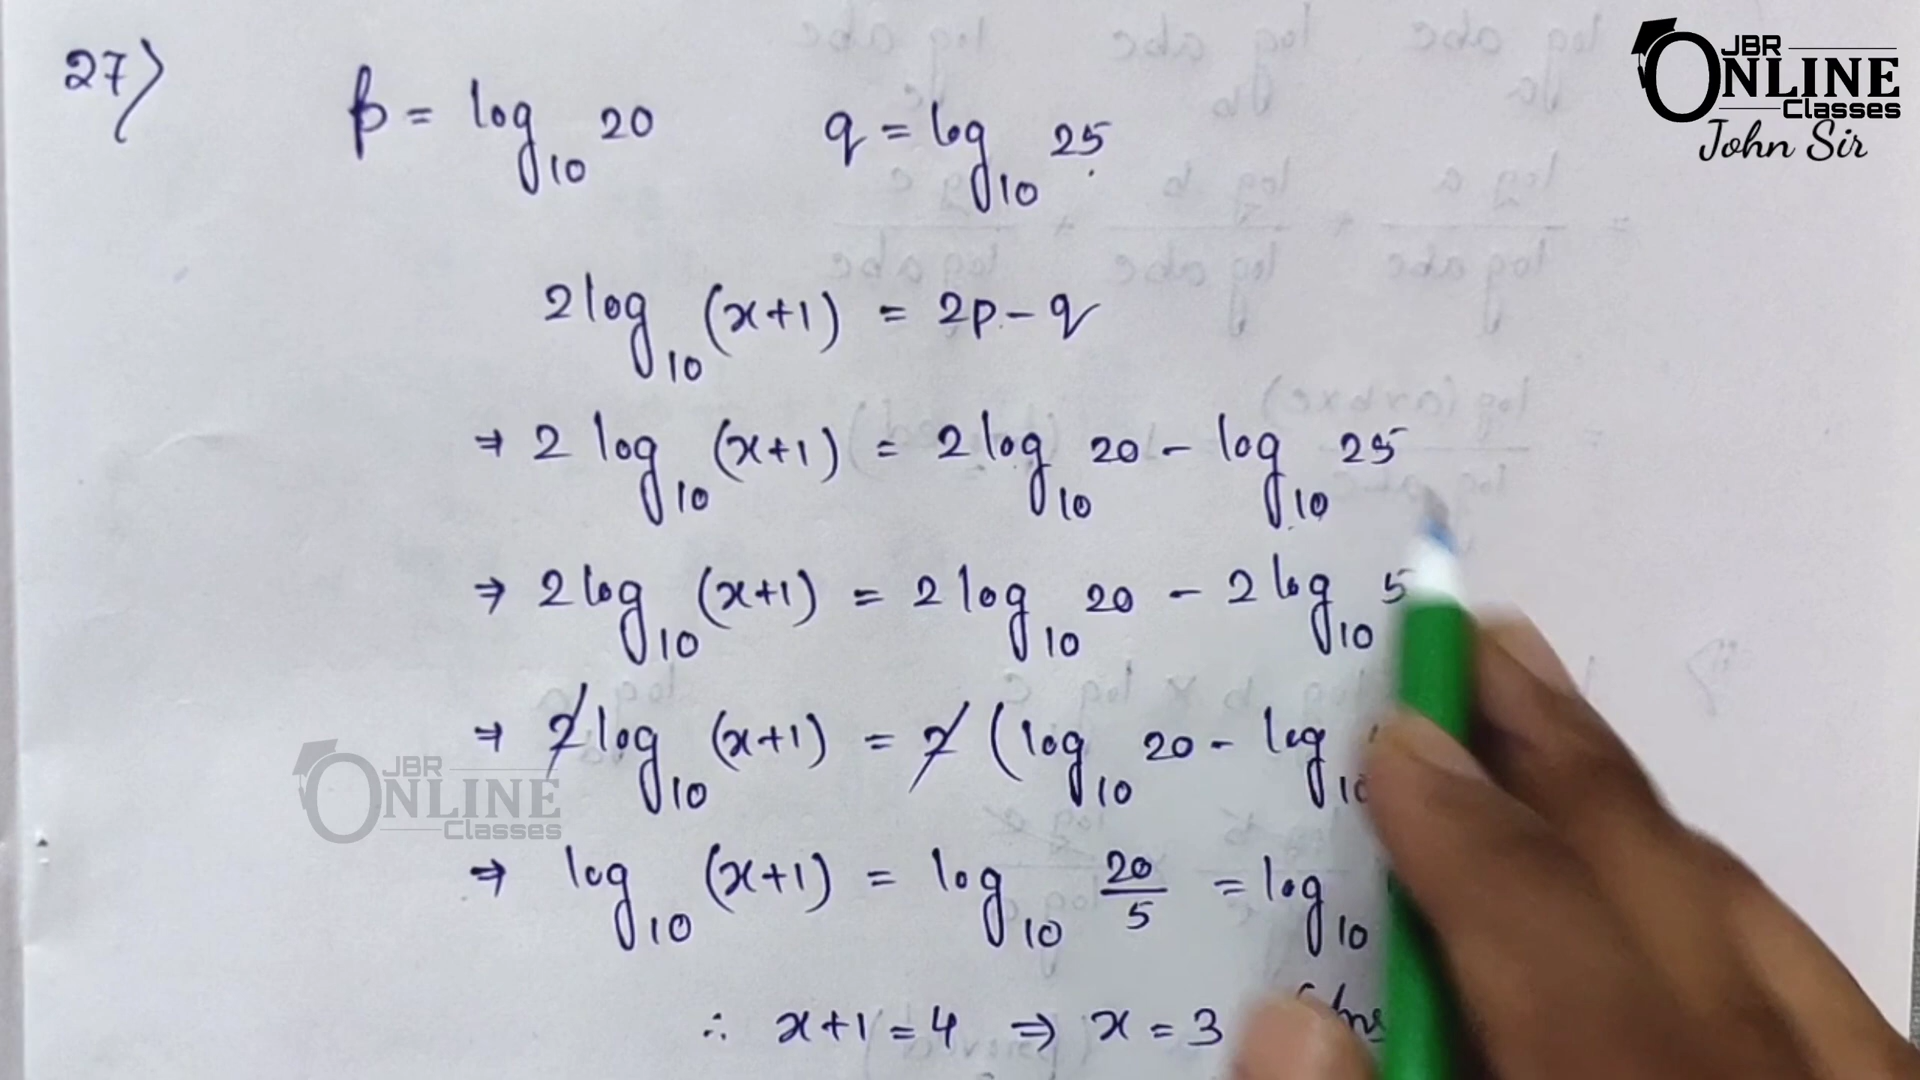 JBR
ONLINE
Classes
John Sir
27)
p = log₁₀ 20 q = log₁₀ 25
2 log₁₀ (x+1) = 2p - q
⇒ 2 log₁₀ (x+1) = 2 log₁₀ 20 - log₁₀ 25
⇒ 2 log₁₀ (x+1) = 2 log₁₀ 20 - 2 log₁₀ 5
⇒ 2 log₁₀ (x+1) = 2 (log₁₀ 20 - log₁₀
⇒ log₁₀ (x+1) = log₁₀ 20/5 = log₁₀
∴ x+1 = 4 ⇒ x = 3
JBR
ONLINE
Classes